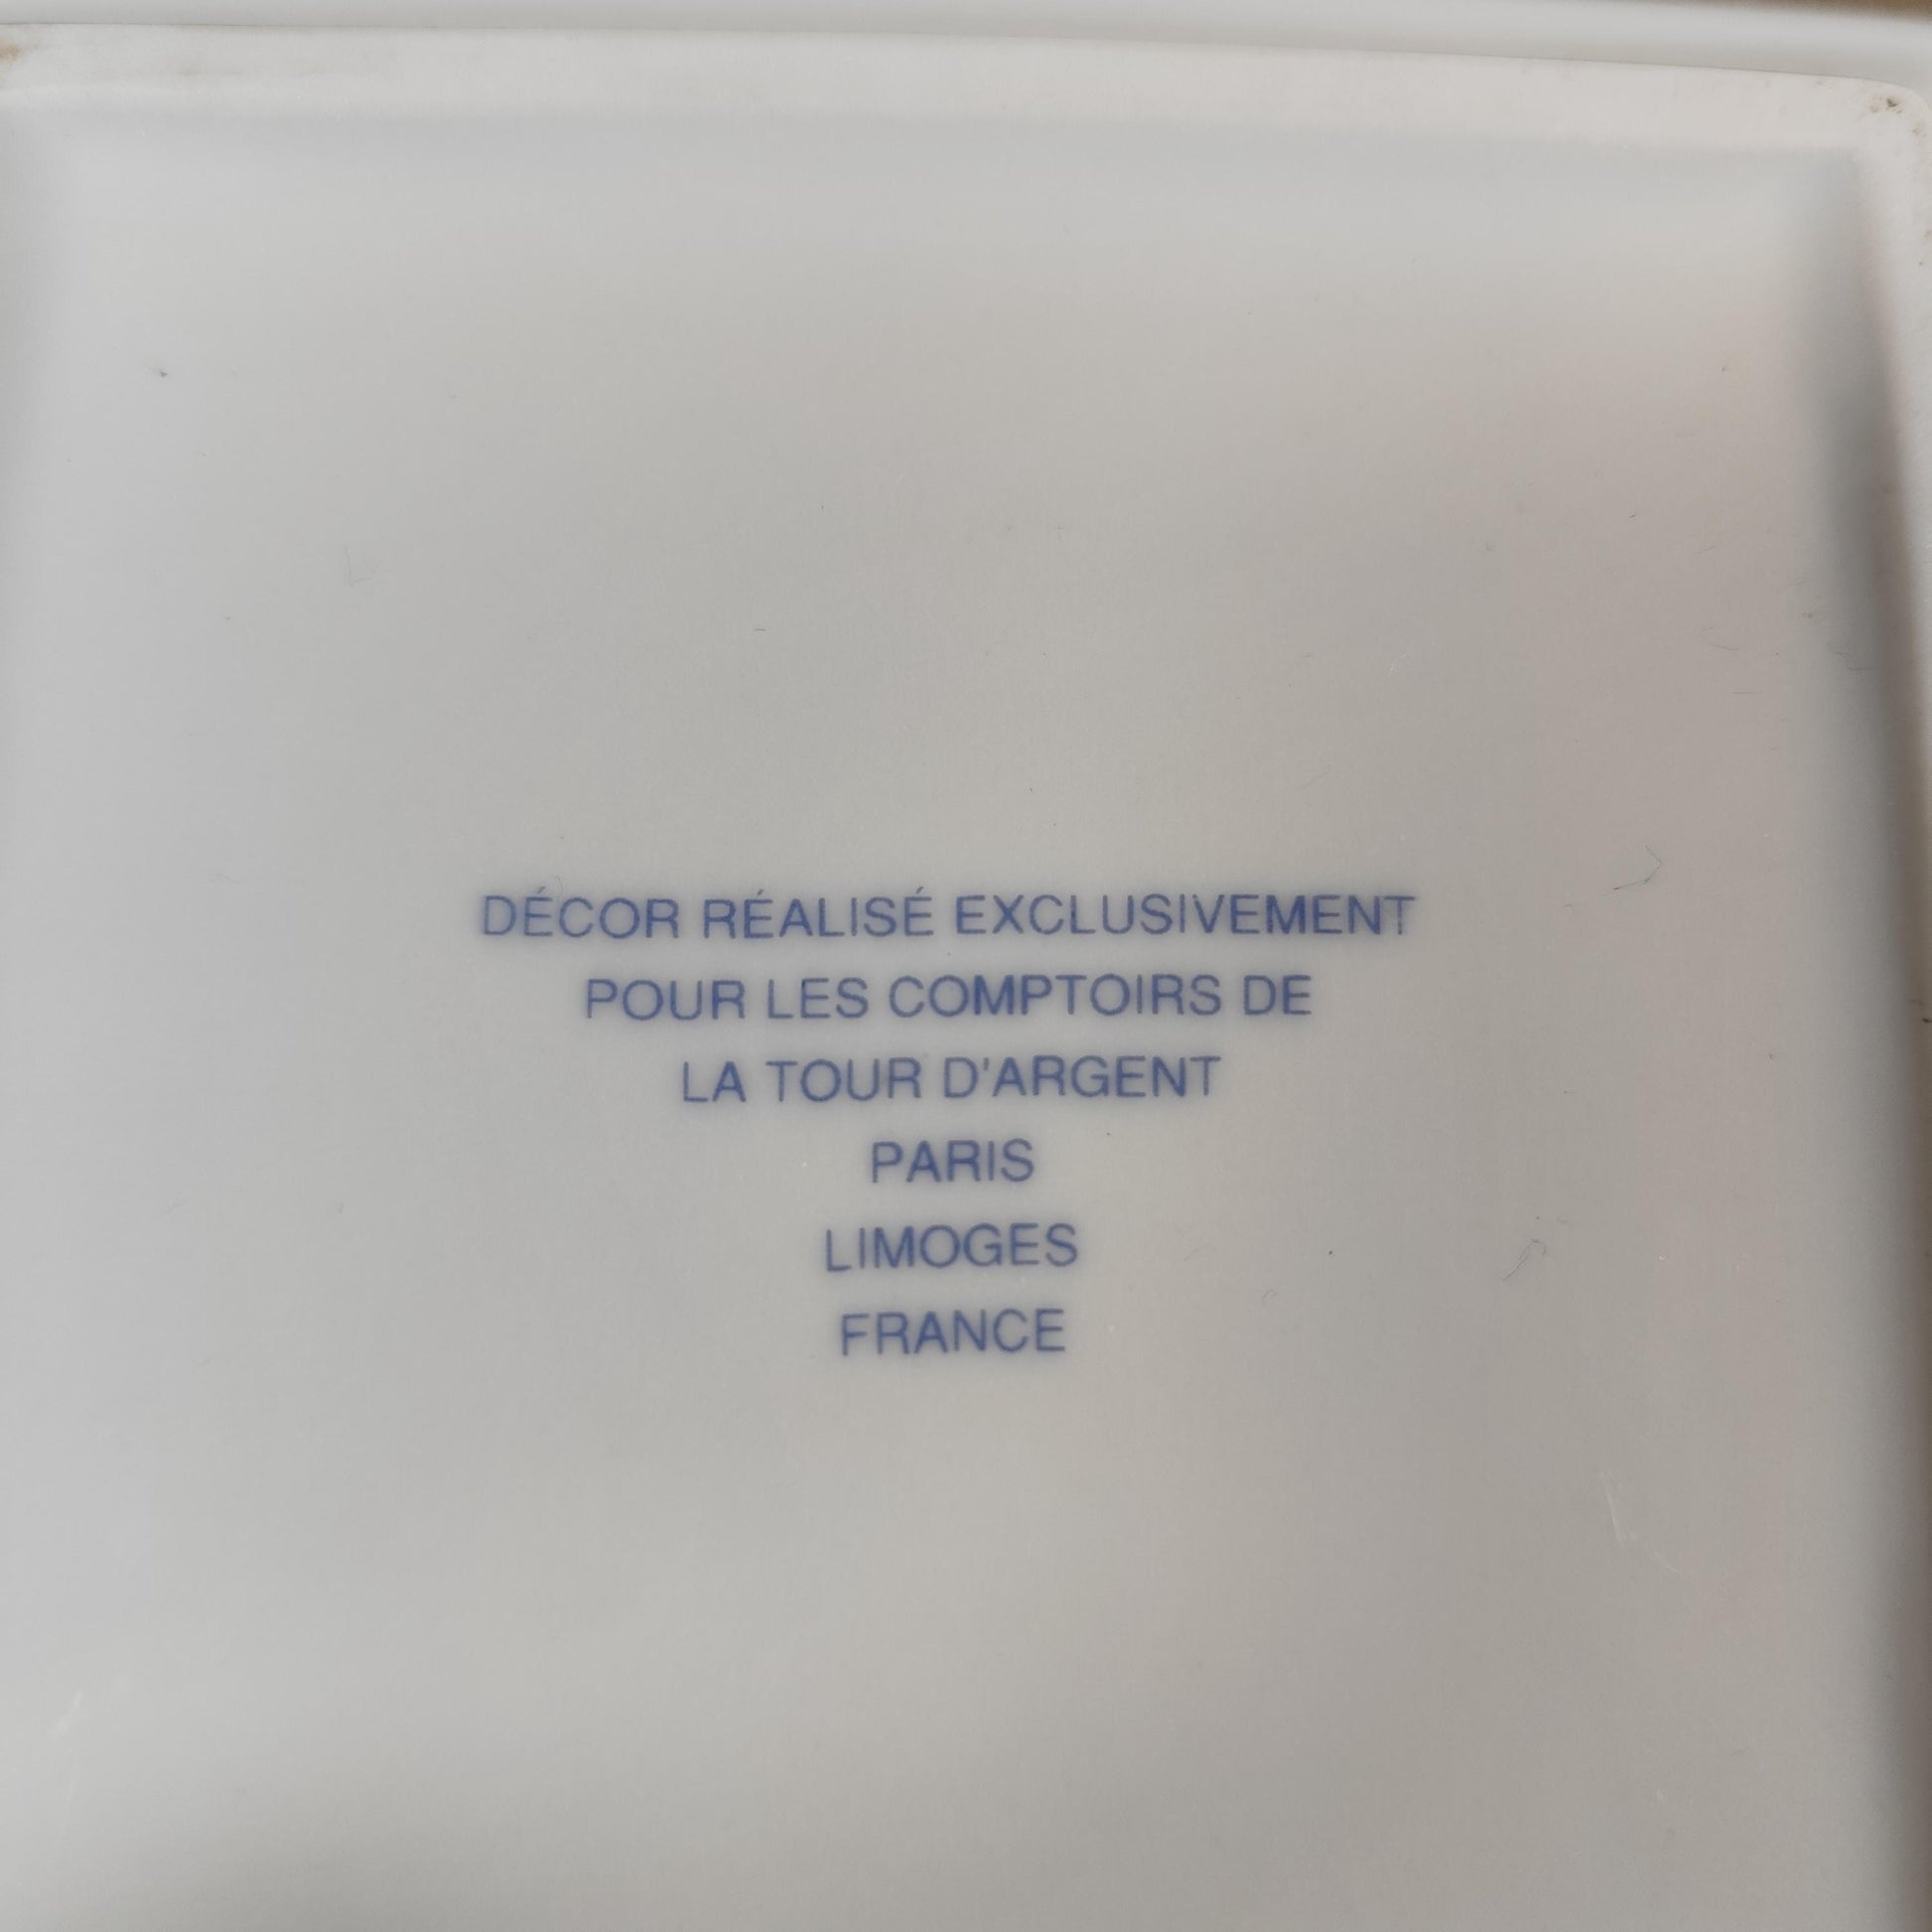 DÉCOR RÉALISÉ EXCLUSIVEMENT
POUR LES COMPTOIRS DE
LA TOUR D'ARGENT
PARIS
LIMOGES
FRANCE